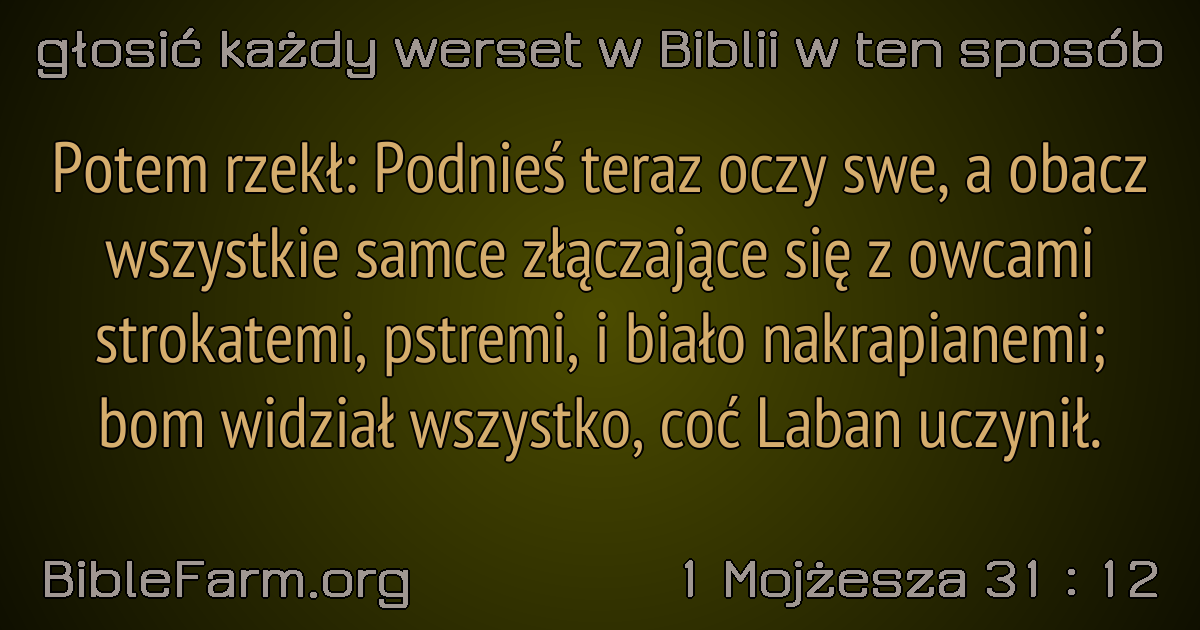 głosić każdy werset w Biblii w ten sposób
Potem rzekł: Podnieś teraz oczy swe, a obacz
wszystkie samce złączające się z owcami
strokatemi, pstremi, i biało nakrapianemi;
bom widział wszystko, coć Laban uczynił.
BibleFarm.org
1 Mojżesza 31 : 12